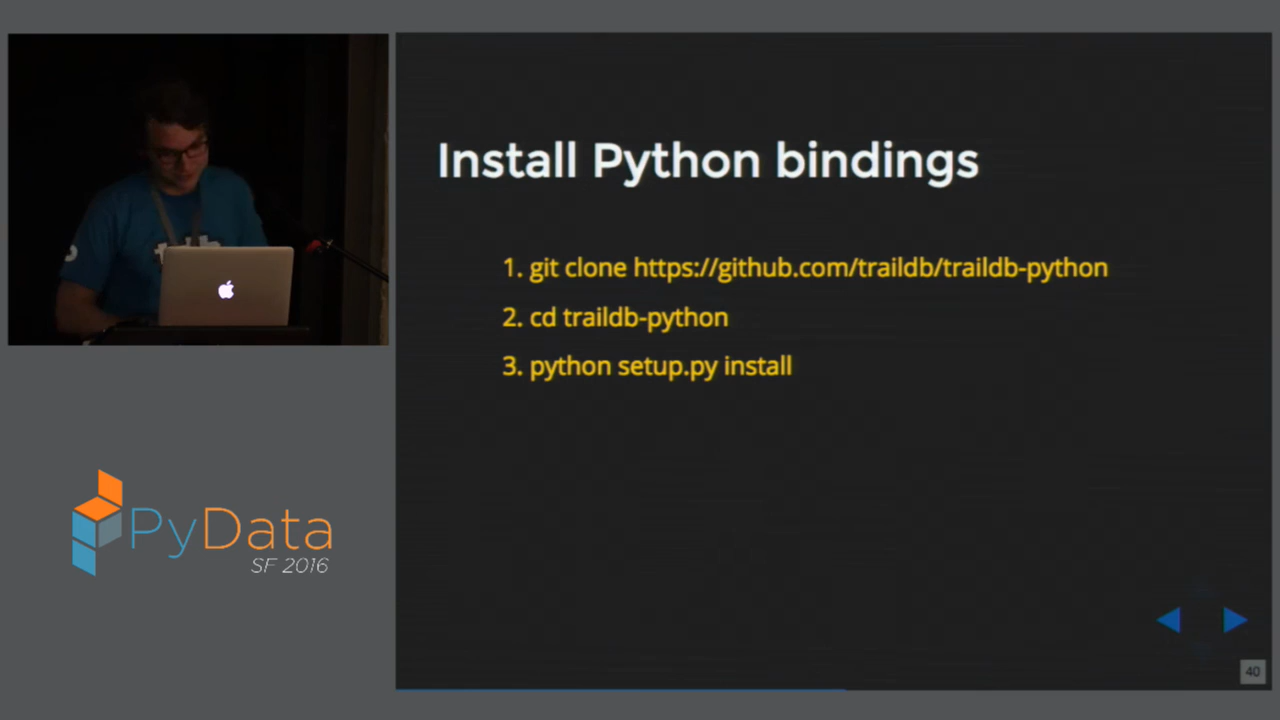 Install Python bindings
1. git clone https://github.com/traildb/traildb-python
2. cd traildb-python
3. python setup.py install
PyData
SF 2016
40